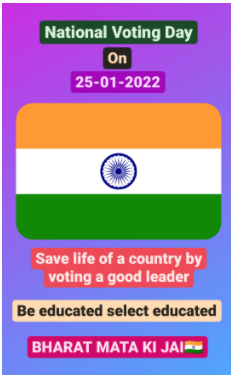 National Voting Day
On
25-01-2022
Save life of a country by
voting a good leader
Be educated select educated
BHARAT MATA KI JAI🇮🇳